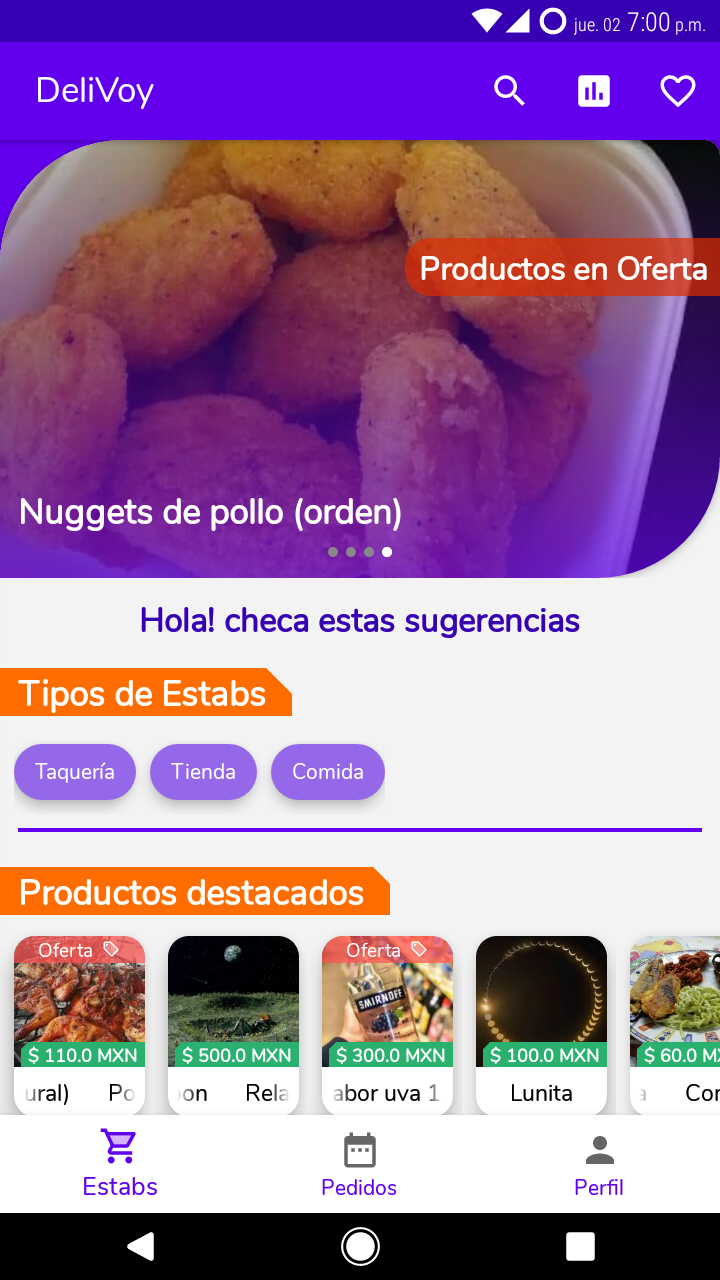 jue. 02 7:00 p.m.
DeliVoy
Productos en Oferta
Nuggets de pollo (orden)
Hola! checa estas sugerencias
Tipos de Estabs
Taquería Tienda Comida
Productos destacados
Oferta Oferta
SMIRNOFF
$ 110.0 MXN $ 500.0 MXN $ 300.0 MXN $ 100.0 MXN $ 60.0 MX
ural) Po on Rela abor uva 1. Lunita a Cor
Estabs Pedidos Perfil